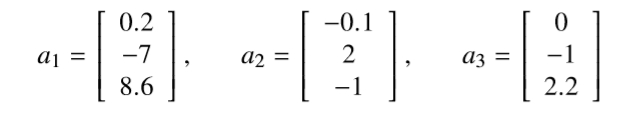 a₁ = [ 0.2 -7 8.6 ], a₂ = [ -0.1 2 -1 ], a₃ = [ 0 -1 2.2 ]